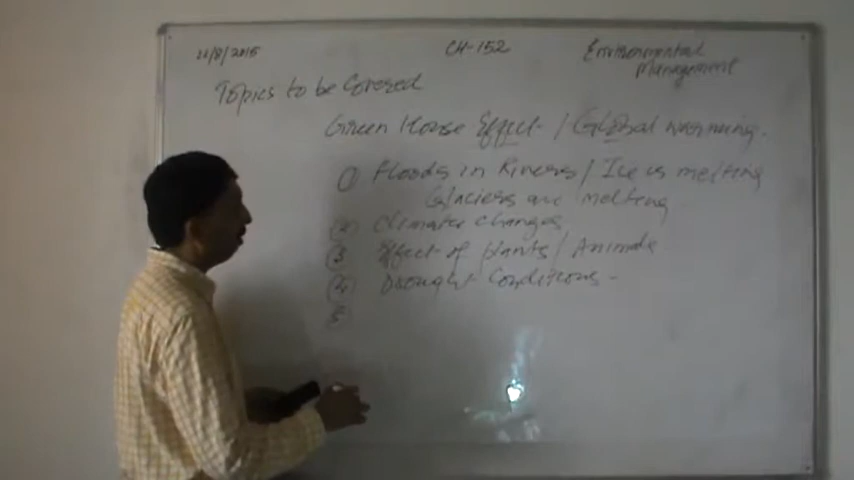 21/8/2015 CH-152 Environmental Management
Topics to be Covered
Green House Effect / Global warming.
① Floods in Rivers / Ice is melting
Glaciers are melting
② Climate changes
③ Effect of plants / Animals
④ Drought Conditions -
⑤